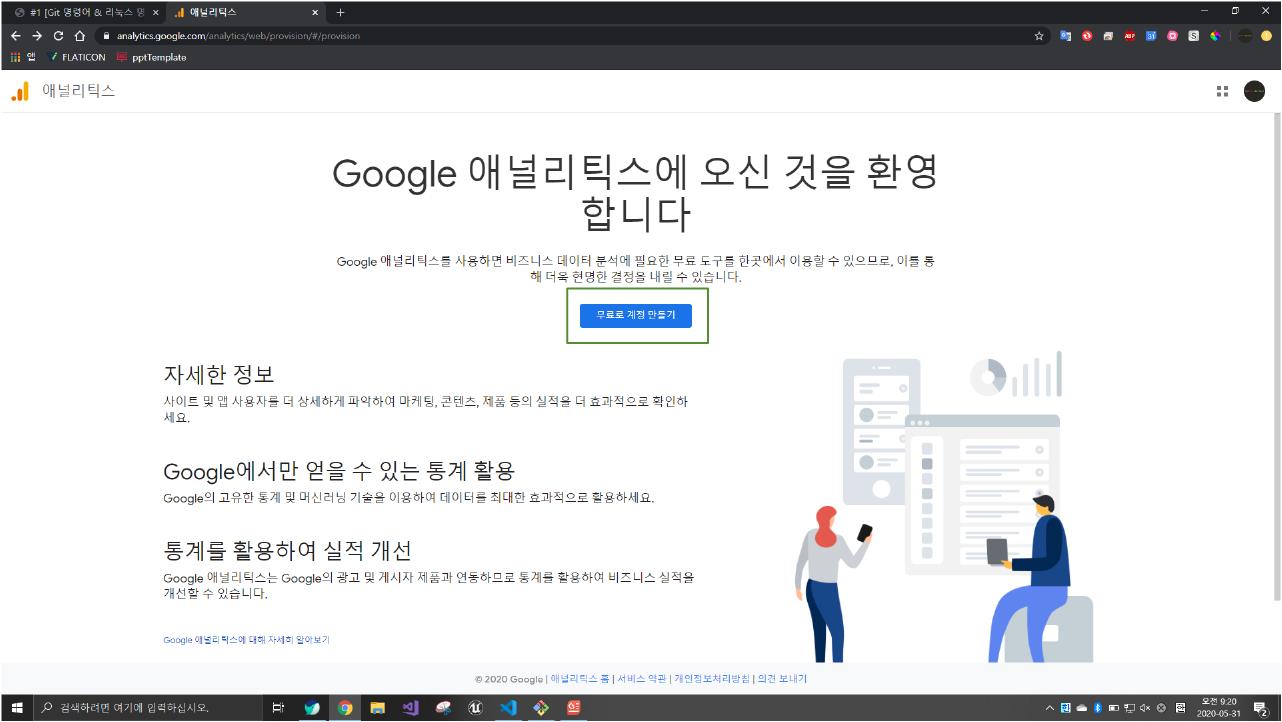 #1 [Git 명령어 & 리눅스 명
애널리틱스
analytics.google.com/analytics/web/provision/#/provision
앱
FLATICON
pptTemplate
애널리틱스
Google 애널리틱스에 오신 것을 환영
합니다
Google 애널리틱스를 사용하면 비즈니스 데이터 분석에 필요한 무료 도구를 한곳에서 이용할 수 있으므로, 이를 통
해 더욱 현명한 결정을 내릴 수 있습니다.
무료로 계정 만들기
자세한 정보
사이트 및 앱 사용자를 더 상세하게 파악하여 마케팅, 콘텐츠, 제품 등의 실적을 더 효과적으로 확인하
세요.
Google에서만 얻을 수 있는 통계 활용
Google의 고유한 통계 및 머신러닝 기술을 이용하여 데이터를 최대한 효과적으로 활용하세요.
통계를 활용하여 실적 개선
Google 애널리틱스는 Google의 광고 및 게시자 제품과 연동하므로 통계를 활용하여 비즈니스 실적을
개선할 수 있습니다.
Google 애널리틱스에 대해 자세히 알아보기
© 2020 Google | 애널리틱스 홈 | 서비스 약관 | 개인정보처리방침 | 의견 보내기
검색하려면 여기에 입력하십시오.
오전 9:20
2020-05-31
2